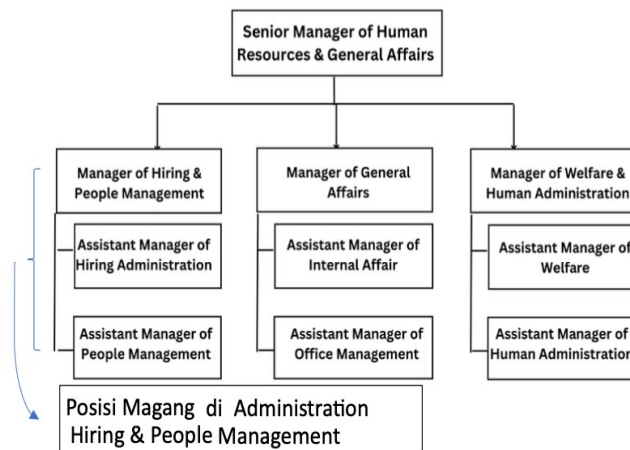 Senior Manager of Human
Resources & General Affairs
Manager of Hiring &
People Management
Manager of General
Affairs
Manager of Welfare &
Human Administration
Assistant Manager of
Hiring Administration
Assistant Manager of
Internal Affair
Assistant Manager of
Welfare
Assistant Manager of
People Management
Assistant Manager of
Office Management
Assistant Manager of
Human Administration
Posisi Magang di Administration
Hiring & People Management